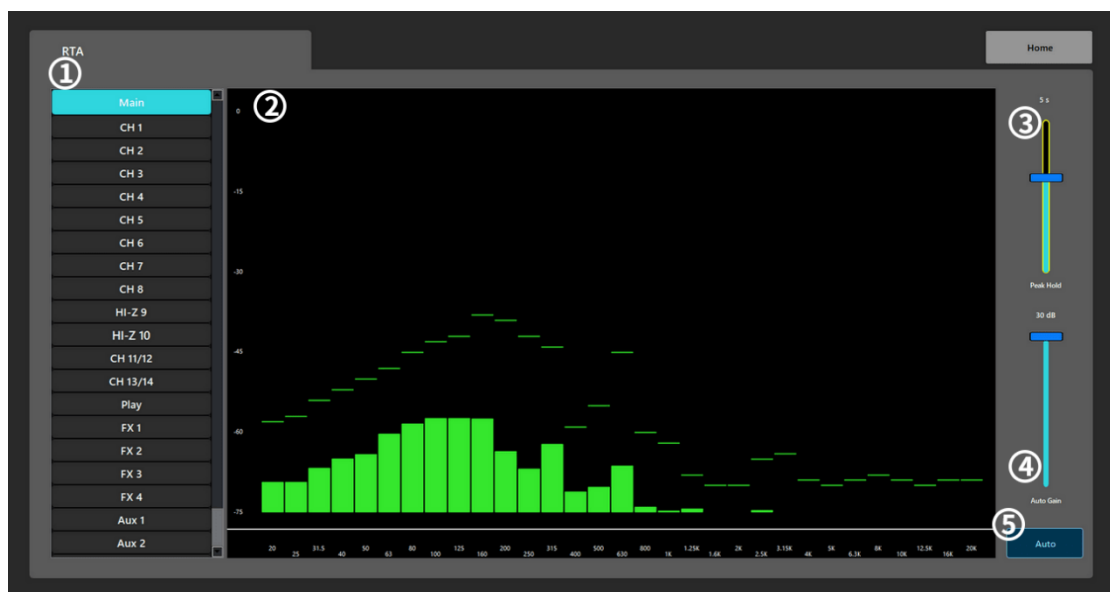 RTA
Home
①
Main
CH 1
CH 2
CH 3
CH 4
CH 5
CH 6
CH 7
CH 8
HI-Z 9
HI-Z 10
CH 11/12
CH 13/14
Play
FX 1
FX 2
FX 3
FX 4
Aux 1
Aux 2
②
0
-15
-30
-45
-60
-75
20 25 31.5 40 50 63 80 100 125 160 200 250 315 400 500 630 800 1K 1.25K 1.6K 2K 2.5K 3.15K 4K 5K 6.3K 8K 10K 12.5K 16K 20K
5 s
③
Peak Hold
30 dB
④
Auto Gain
⑤
Auto